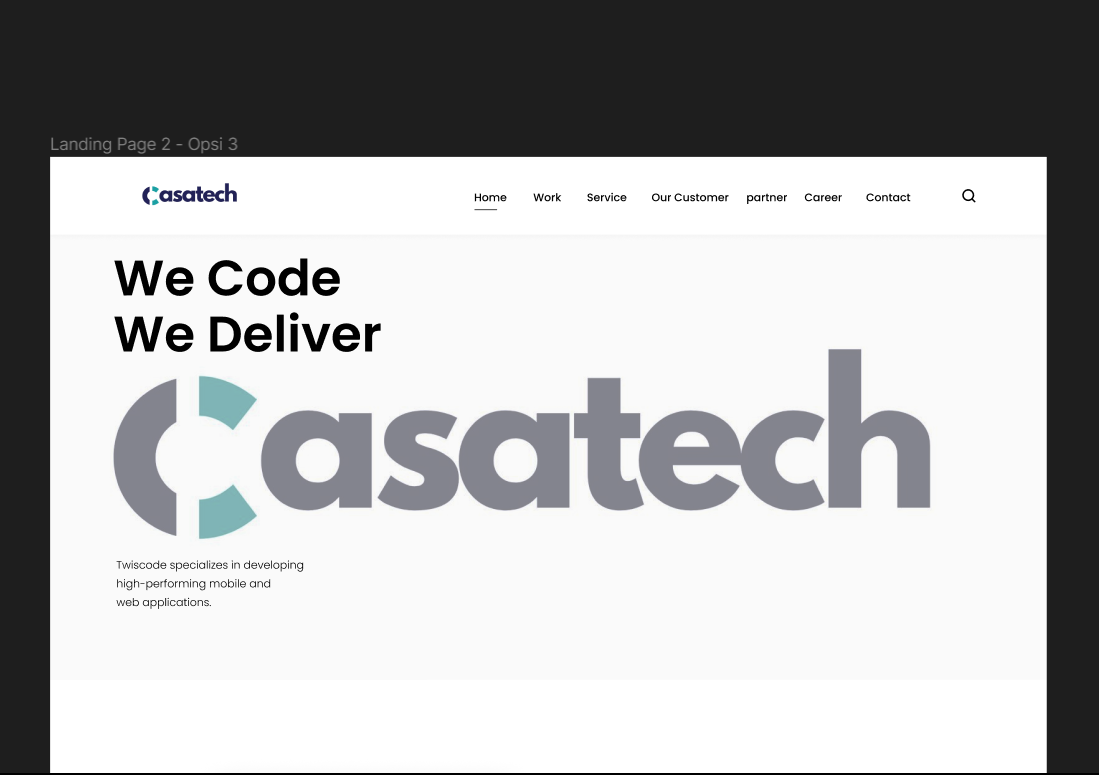 Landing Page 2 - Opsi 3
Casatech
Home Work Service Our Customer partner Career Contact
We Code
We Deliver
Casatech
Twiscode specializes in developing
high-performing mobile and
web applications.